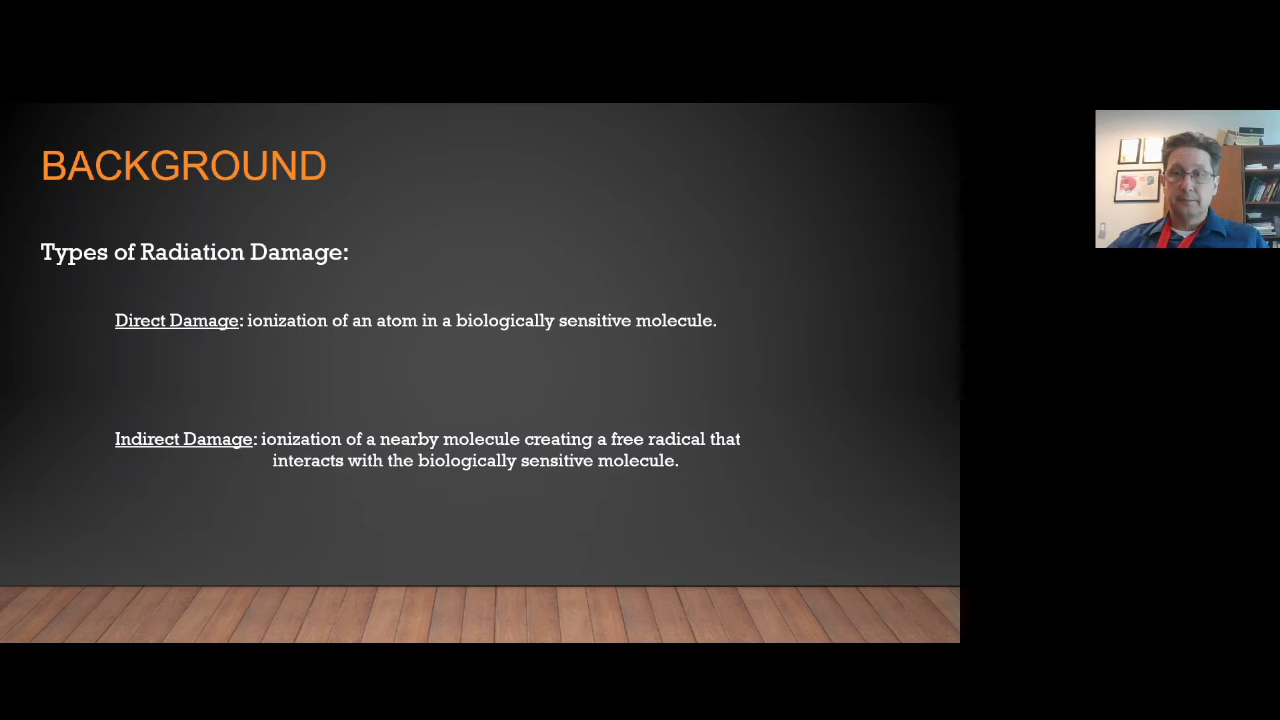 BACKGROUND
Types of Radiation Damage:
Direct Damage: ionization of an atom in a biologically sensitive molecule.
Indirect Damage: ionization of a nearby molecule creating a free radical that
interacts with the biologically sensitive molecule.